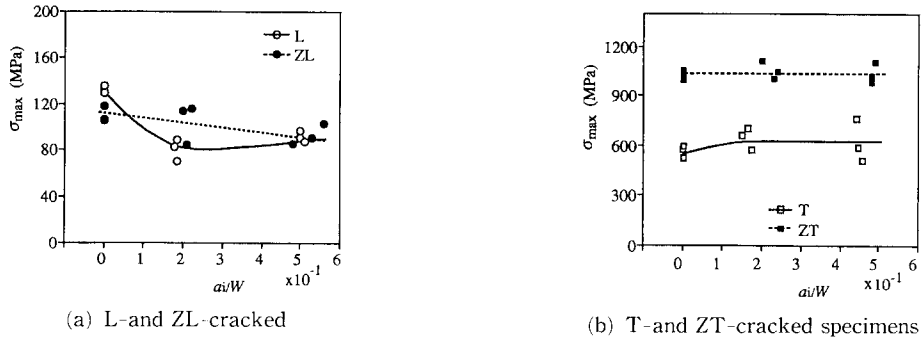 200
160
120
80
40
0
σmax (MPa)
L
ZL
0 1 2 3 4 5 6
x10-1
ai/W
(a) L-and ZL-cracked
1200
900
600
300
0
σmax (MPa)
T
ZT
0 1 2 3 4 5 6
x10-1
ai/W
(b) T-and ZT-cracked specimens